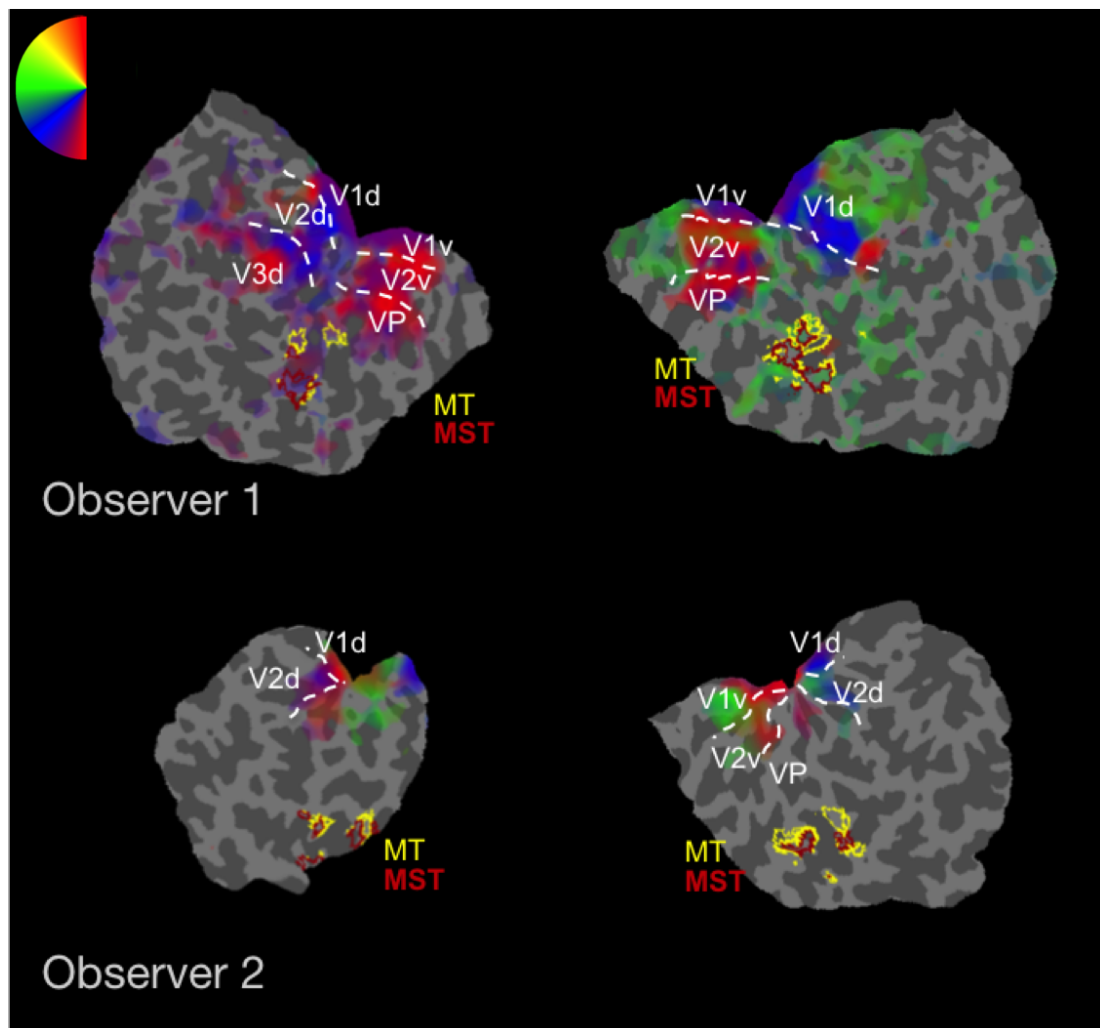 V1d
V2d
V1v
V3d
V2v
VP
MT
MST
V1v
V1d
V2v
VP
MT
MST
Observer 1
V1d
V2d
MT
MST
V1d
V1v
V2d
V2v
VP
MT
MST
Observer 2